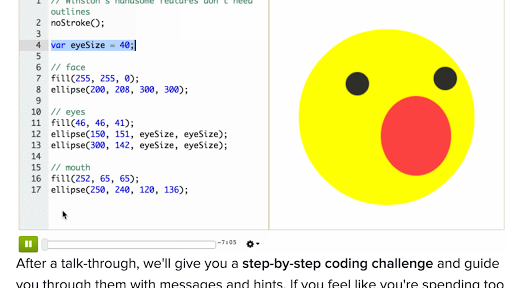 1 // Winston's handsome features don't need
outlines
2 noStroke();
3
4 var eyeSize = 40;
5
6 // face
7 fill(255, 255, 0);
8 ellipse(200, 208, 300, 300);
9
10 // eyes
11 fill(46, 46, 41);
12 ellipse(150, 151, eyeSize, eyeSize);
13 ellipse(300, 142, eyeSize, eyeSize);
14
15 // mouth
16 fill(252, 65, 65);
17 ellipse(250, 240, 120, 136);
-7:05
After a talk-through, we'll give you a step-by-step coding challenge and guide
you through them with messages and hints. If you feel like you're spending too